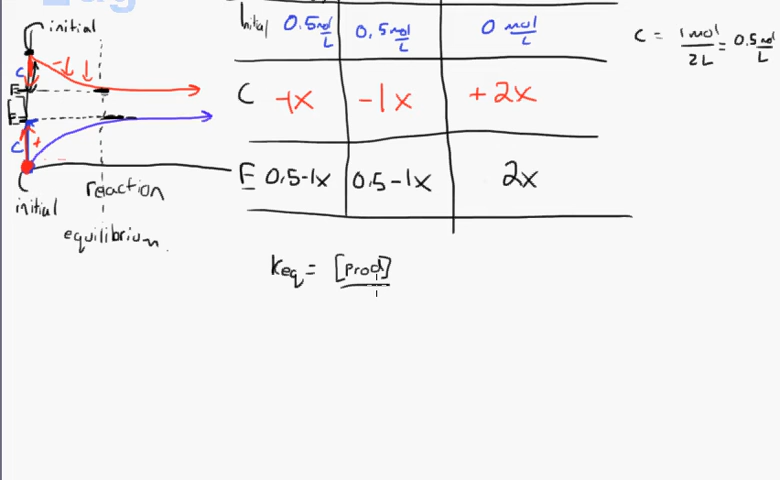 initial
Initial 0.5 mol/L 0.5 mol/L 0 mol/L
C = 1 mol/2L = 0.5 mol/L
C -1x -1x +2x
E 0.5-1x 0.5-1x 2x
C
E
[ ]
E
C +
reaction
initial
equilibrium
Keq = [Prod]